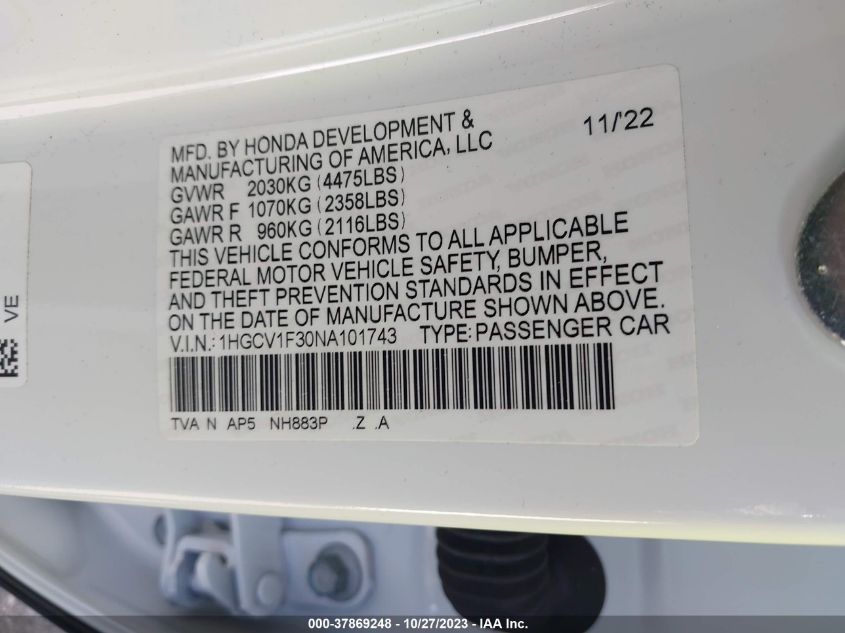 MFD. BY HONDA DEVELOPMENT & 11/'22
MANUFACTURING OF AMERICA, LLC
GVWR 2030KG (4475LBS)
GAWR F 1070KG (2358LBS)
GAWR R 960KG (2116LBS)
THIS VEHICLE CONFORMS TO ALL APPLICABLE
FEDERAL MOTOR VEHICLE SAFETY, BUMPER,
AND THEFT PREVENTION STANDARDS IN EFFECT
ON THE DATE OF MANUFACTURE SHOWN ABOVE.
V.I.N.: 1HGCV1F30NA101743 TYPE: PASSENGER CAR
TVA N AP5 NH883P .Z .A
VE
000-37869248 - 10/27/2023 - IAA Inc.